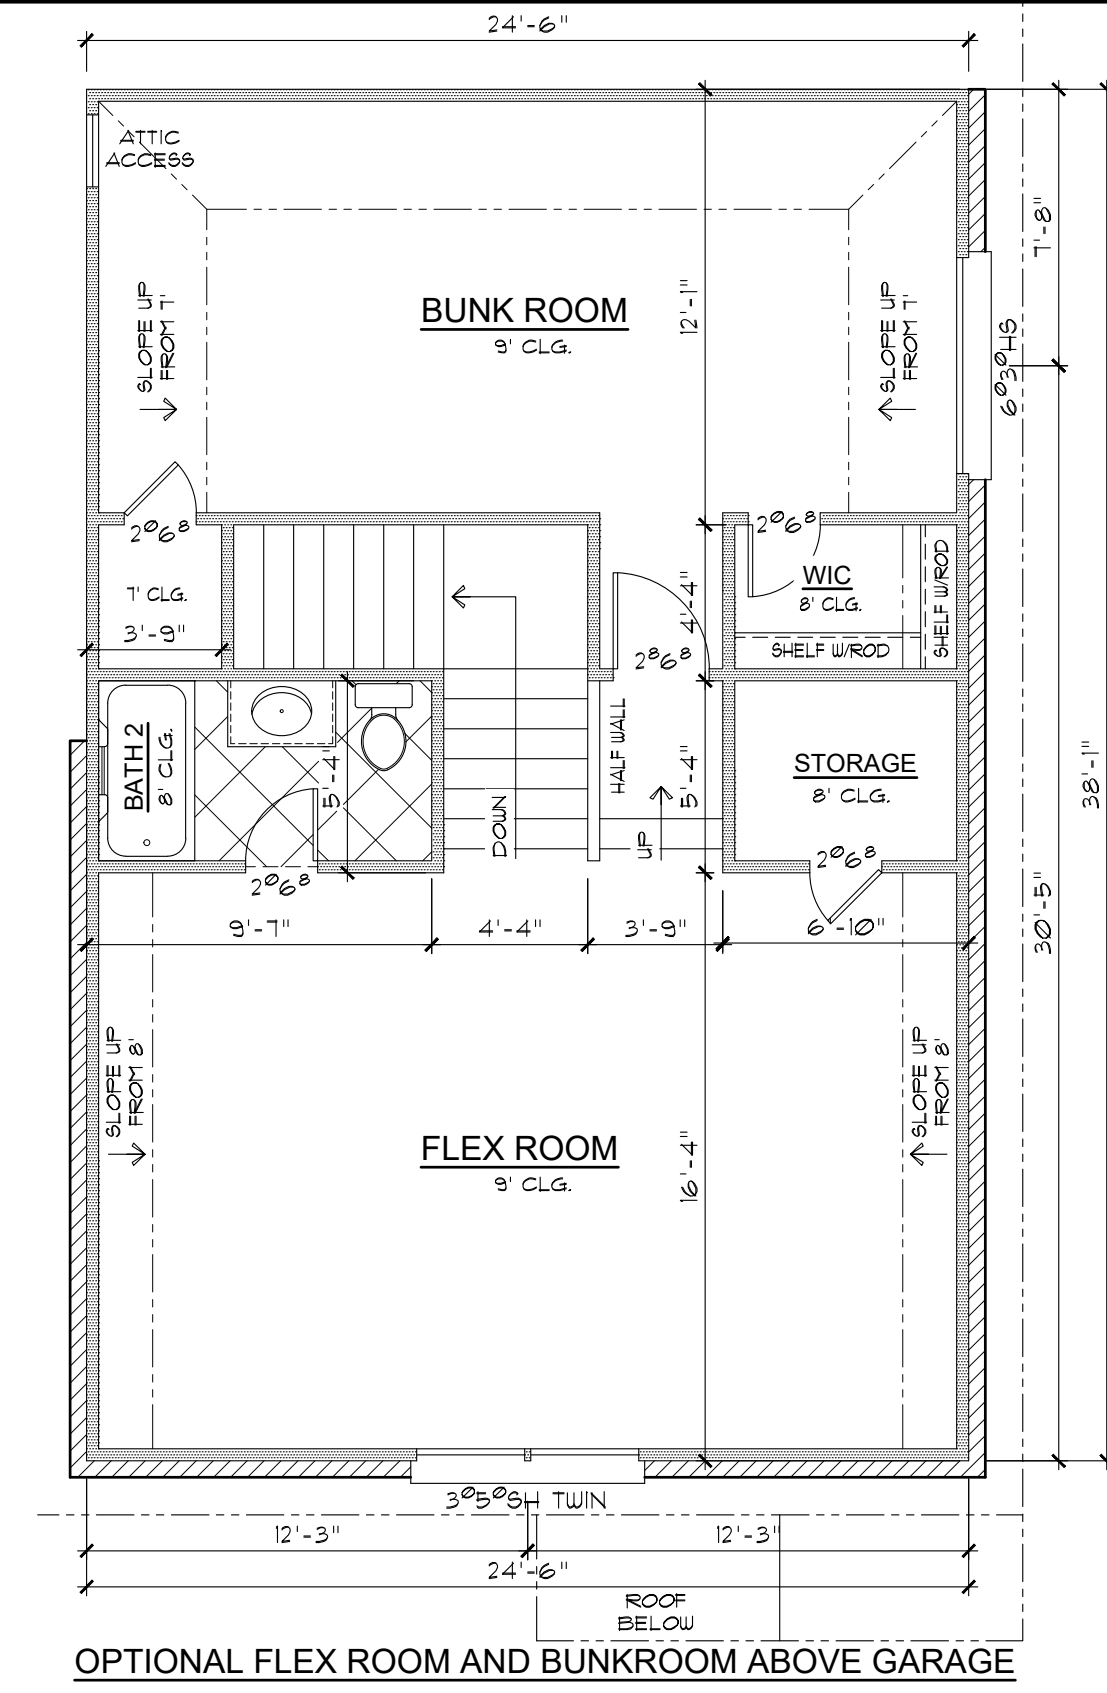 24'-6"
ATTIC
ACCESS
7'-8"
SLOPE UP
FROM 7'
BUNK ROOM
9' CLG.
12'-1"
SLOPE UP
FROM 7'
6⁰3⁰HS
2⁰6⁸
2⁰6⁸
7' CLG.
3'-9"
4'-4"
2⁸6⁸
WIC
8' CLG.
SHELF W/ROD
SHELF W/ROD
BATH 2
8' CLG.
5'-4"
2⁰6⁸
DOWN
HALF WALL
UP
5'-4"
STORAGE
8' CLG.
2⁰6⁸
38'-1"
30'-5"
9'-7"
4'-4"
3'-9"
6'-10"
SLOPE UP
FROM 8'
FLEX ROOM
9' CLG.
16'-4"
SLOPE UP
FROM 8'
3⁰5⁰SH TWIN
12'-3"
12'-3"
24'-6"
ROOF
BELOW
OPTIONAL FLEX ROOM AND BUNKROOM ABOVE GARAGE